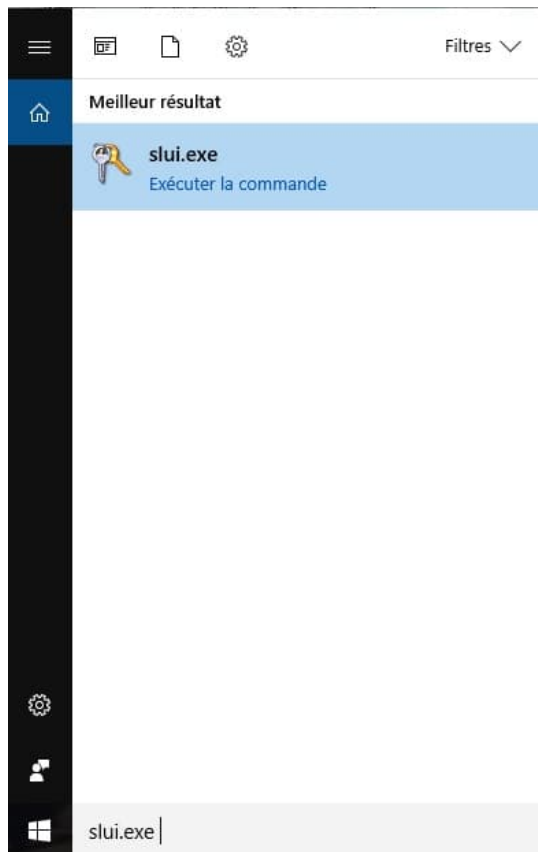 Filtres
Meilleur résultat
slui.exe
Exécuter la commande
slui.exe